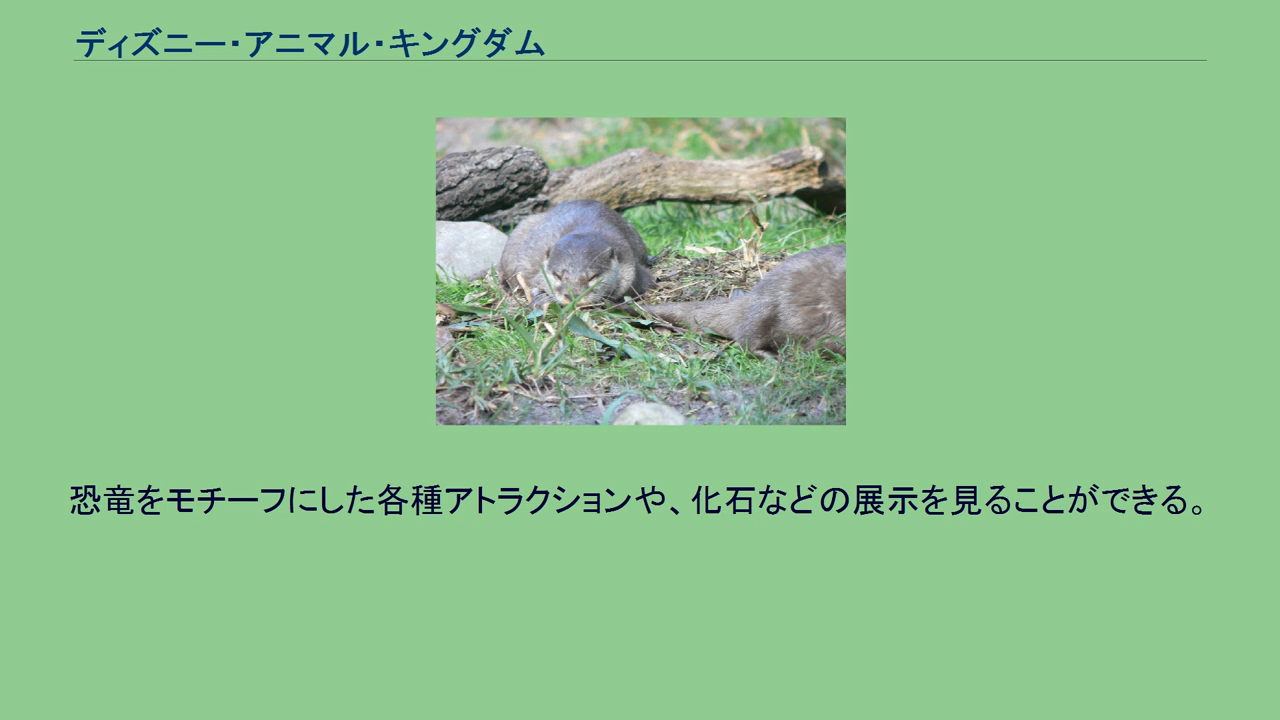 ディズニー・アニマル・キングダム
恐竜をモチーフにした各種アトラクションや、化石などの展示を見ることができる。